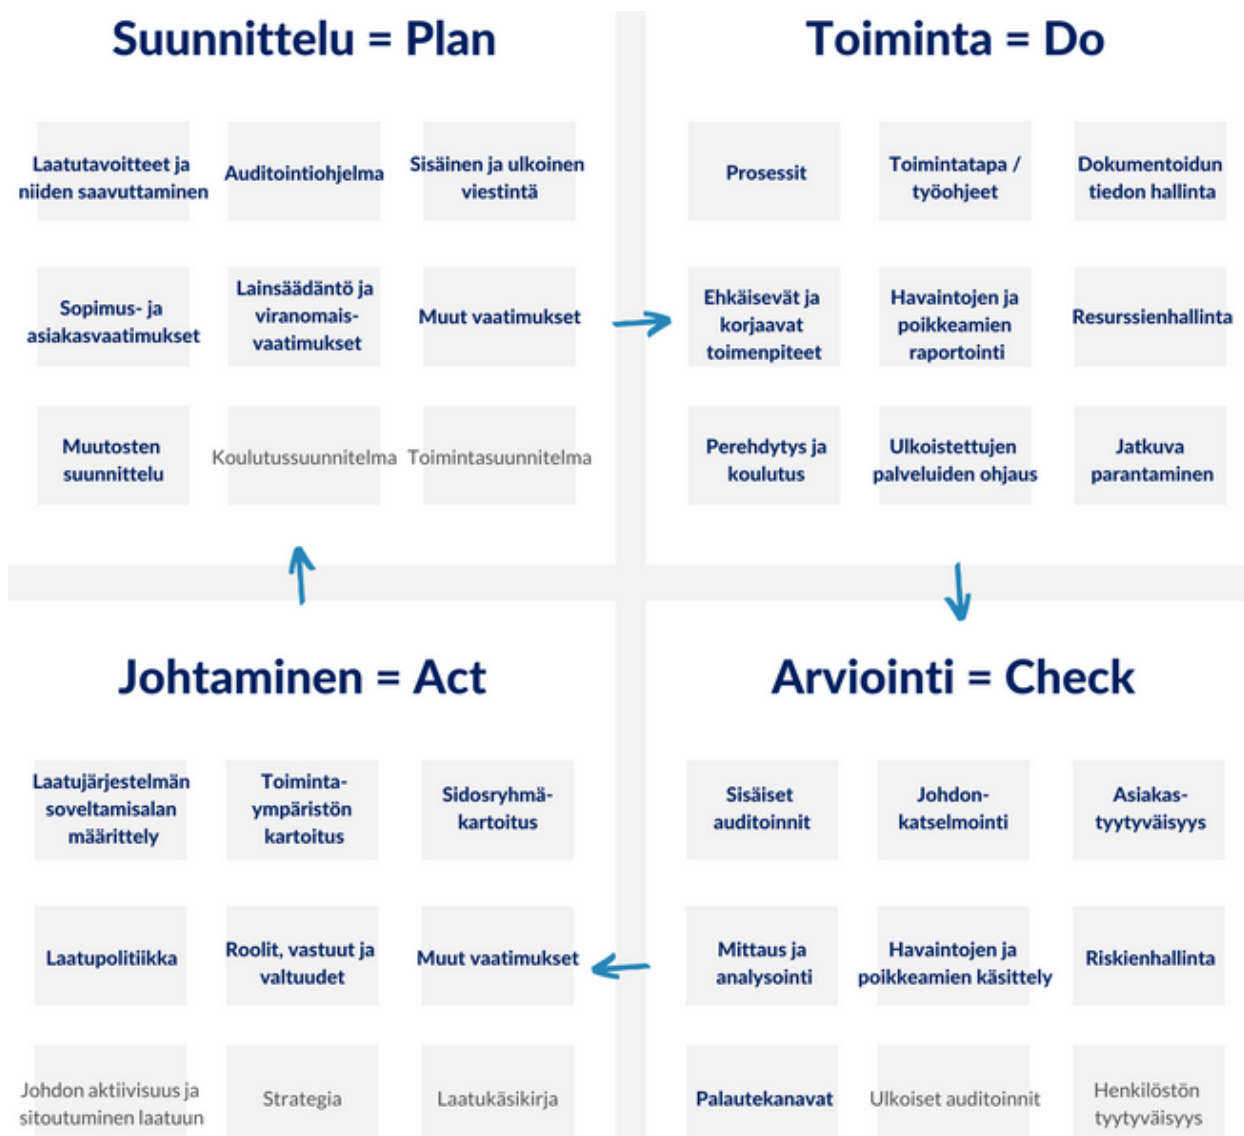 Suunnittelu = Plan
Laatutavoitteet ja
niiden saavuttaminen
Auditointiohjelma
Sisäinen ja ulkoinen
viestintä
Sopimus- ja
asiakasvaatimukset
Lainsäädäntö ja
viranomais-
vaatimukset
Muut vaatimukset
Muutosten
suunnittelu
Koulutussuunnitelma
Toimintasuunnitelma
Toiminta = Do
Prosessit
Toimintatapa /
työohjeet
Dokumentoidun
tiedon hallinta
Ehkäisevät ja
korjaavat
toimenpiteet
Havaintojen ja
poikkeamien
raportointi
Resurssienhallinta
Perehdytys ja
koulutus
Ulkoistettujen
palveluiden ohjaus
Jatkuva
parantaminen
Johtaminen = Act
Laatujärjestelmän
soveltamisalan
määrittely
Toiminta-
ympäristön
kartoitus
Sidosryhmä-
kartoitus
Laatupolitiikka
Roolit, vastuut ja
valtuudet
Muut vaatimukset
Johdon aktiivisuus ja
sitoutuminen laatuun
Strategia
Laatukäsikirja
Arviointi = Check
Sisäiset
auditoinnit
Johdon-
katselmointi
Asiakas-
tyytyväisyys
Mittaus ja
analysointi
Havaintojen ja
poikkeamien käsittely
Riskienhallinta
Palautekanavat
Ulkoiset auditoinnit
Henkilöstön
tyytyväisyys